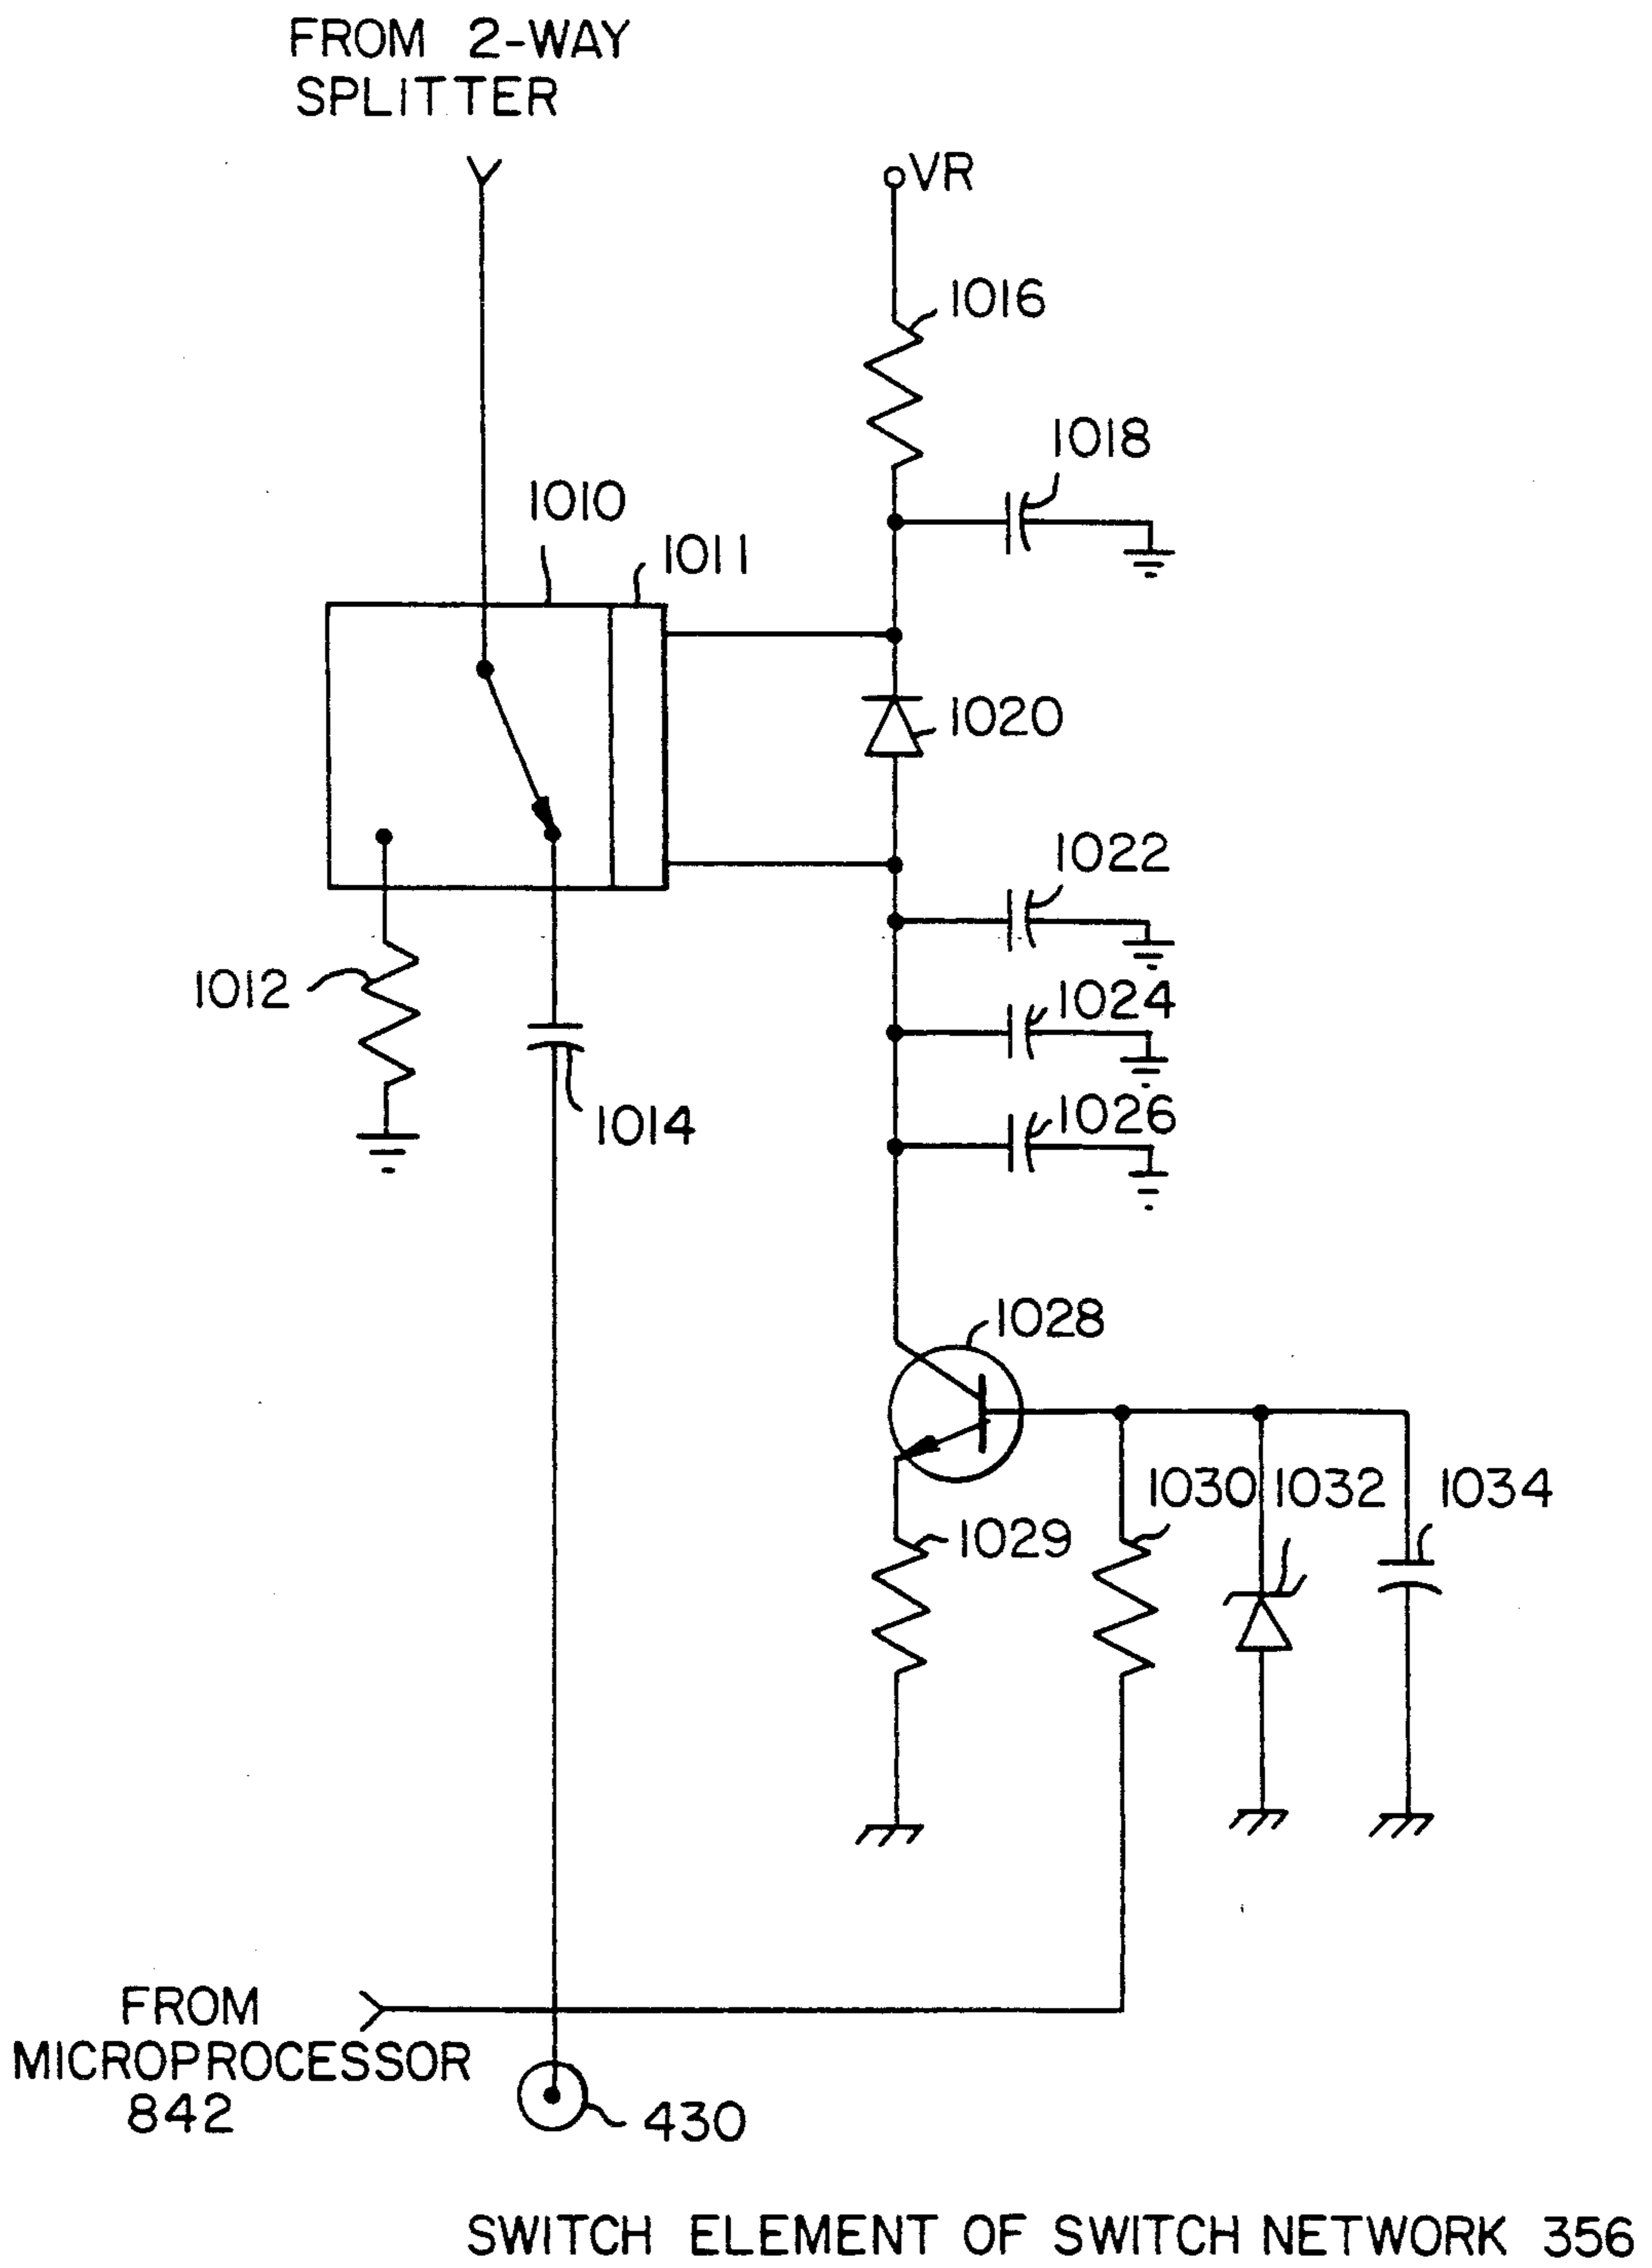 FROM 2-WAY
SPLITTER
VR
1016
1018
1010
1011
1020
1022
1012
1024
1014
1026
1028
1030
1032
1034
1029
FROM
MICROPROCESSOR
842
430
SWITCH ELEMENT OF SWITCH NETWORK 356